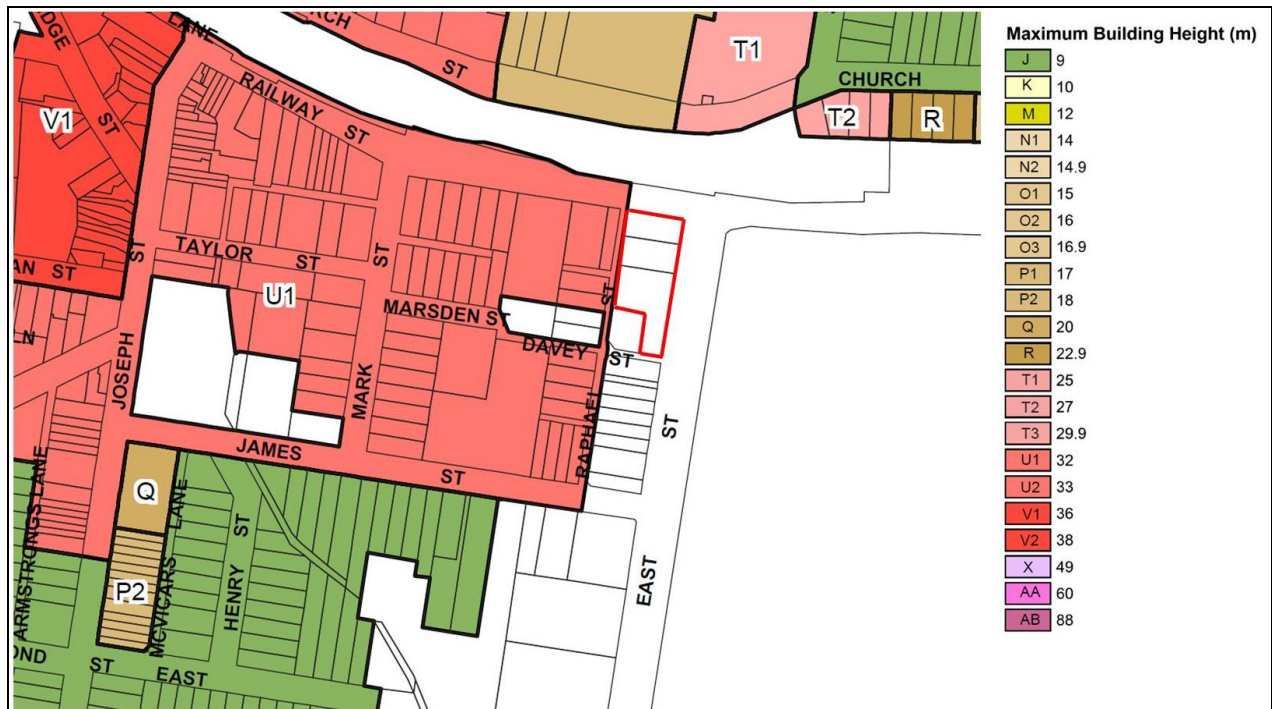 RCH
ST
LANE
DGE
ST
V1
RAILWAY ST
T1
CHURCH
T2
R
ST
TAYLOR ST
ST
U1
AN ST
MARSDEN ST
ST
DAVEY ST
LN
JOSEPH
MARK
RAPHAEL
ST
JAMES ST
Q
LANE
ST
ARMSTRONGS LANE
P2
MCVICARS
HENRY
EAST
OND ST EAST
Maximum Building Height (m)
J 9
K 10
M 12
N1 14
N2 14.9
O1 15
O2 16
O3 16.9
P1 17
P2 18
Q 20
R 22.9
T1 25
T2 27
T3 29.9
U1 32
U2 33
V1 36
V2 38
X 49
AA 60
AB 88